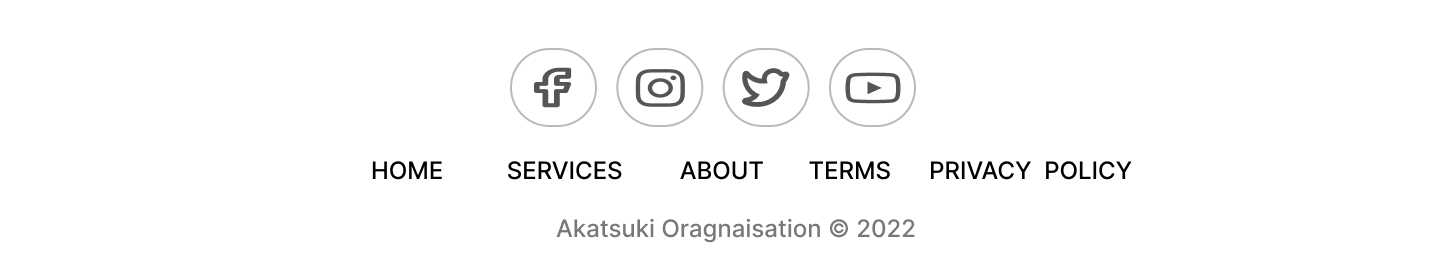 HOME SERVICES ABOUT TERMS PRIVACY POLICY
Akatsuki Oragnaisation © 2022